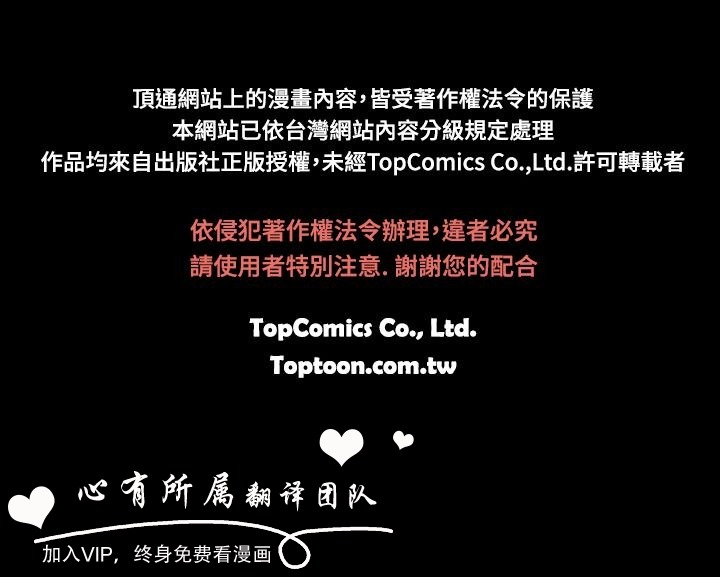 頂通網站上的漫畫內容，皆受著作權法令的保護
本網站已依台灣網站內容分級規定處理
作品均來自出版社正版授權，未經TopComics Co.,Ltd.許可轉載者
依侵犯著作權法令辦理，違者必究
請使用者特別注意. 謝謝您的配合
TopComics Co., Ltd.
Toptoon.com.tw
心有所属翻译团队
加入VIP，终身免费看漫画